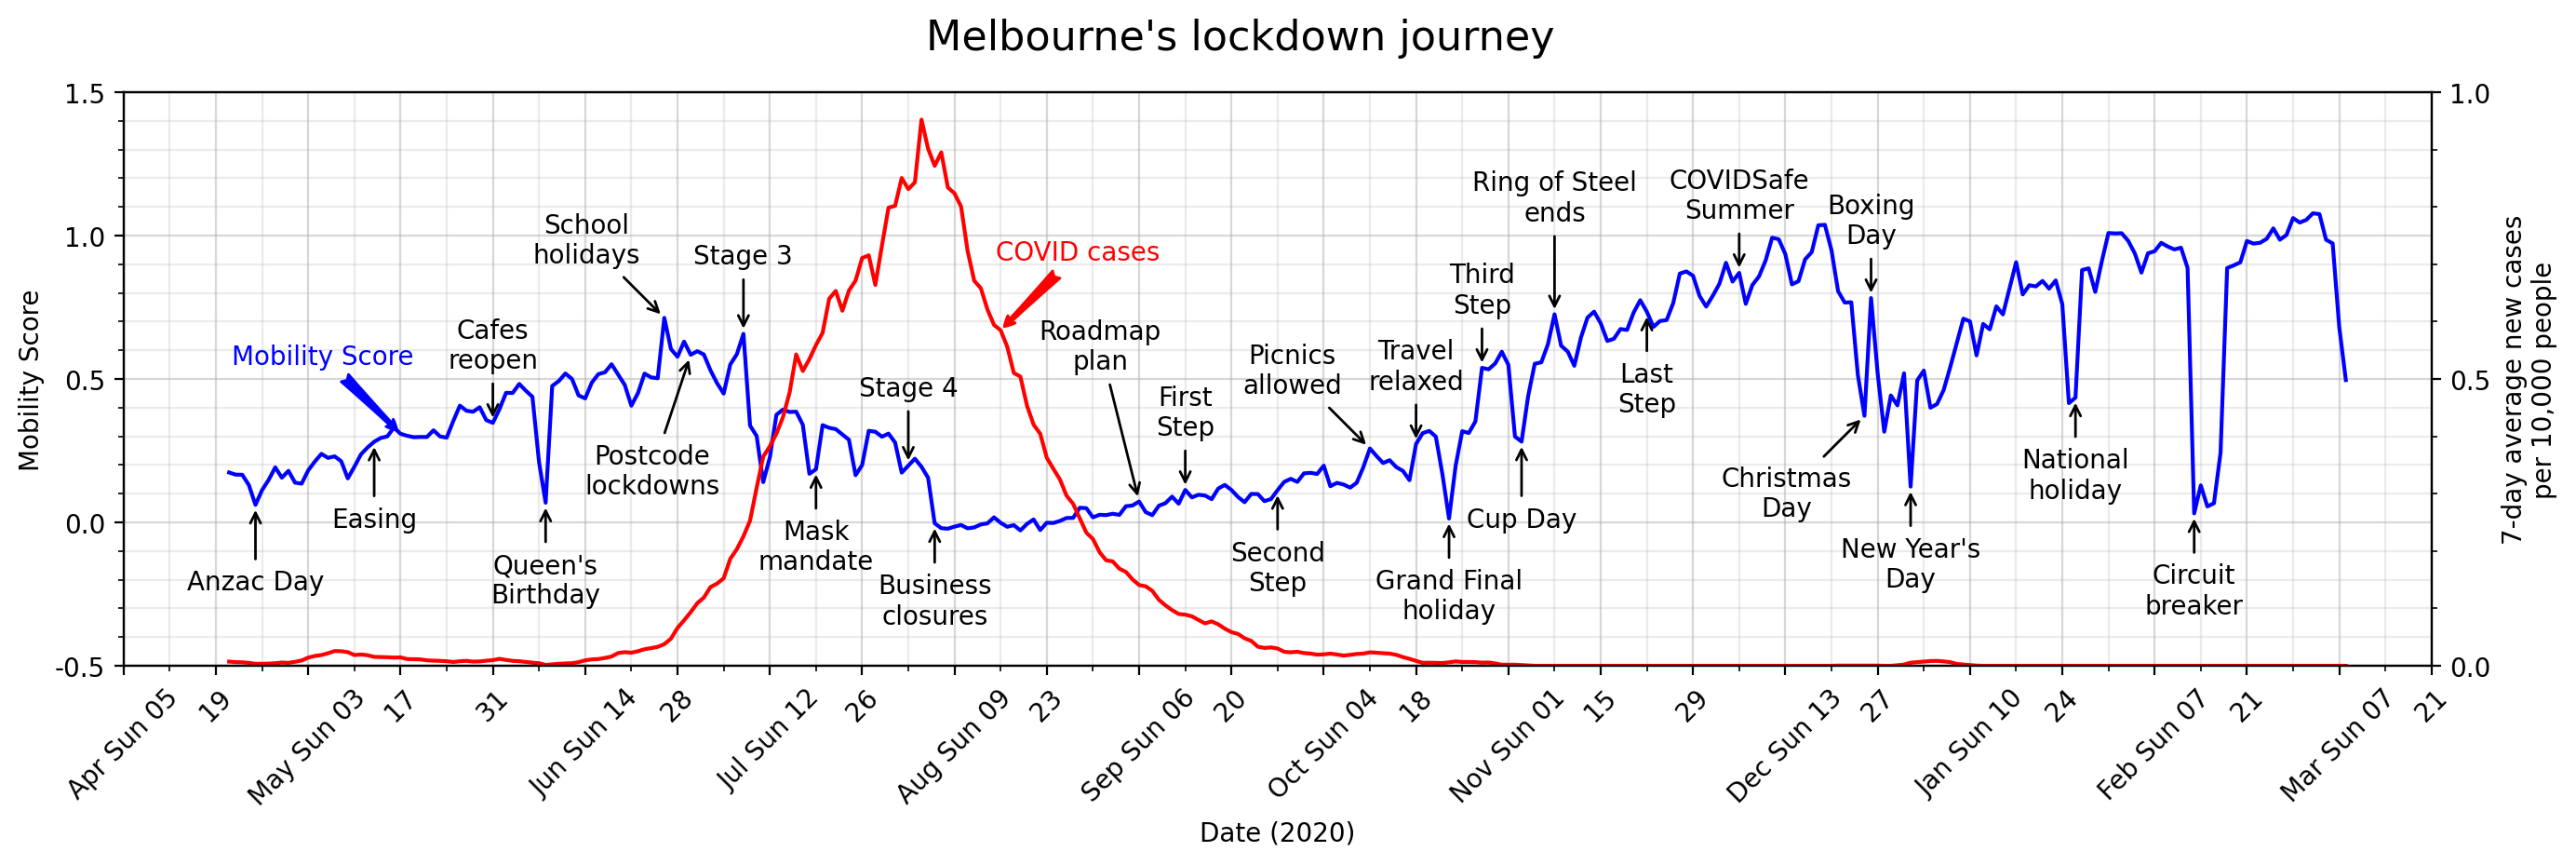 Melbourne's lockdown journey
1.5
1.0
0.5
0.0
-0.5
Mobility Score
1.0
0.5
0.0
7-day average new cases
per 10,000 people
Mobility Score
COVID cases
Anzac Day
Easing
Cafes
reopen
Queen's
Birthday
School
holidays
Postcode
lockdowns
Stage 3
Mask
mandate
Stage 4
Business
closures
Roadmap
plan
First
Step
Second
Step
Picnics
allowed
Travel
relaxed
Grand Final
holiday
Third
Step
Cup Day
Ring of Steel
ends
Last
Step
COVIDSafe
Summer
Christmas
Day
Boxing
Day
New Year's
Day
National
holiday
Circuit
breaker
Apr Sun 05
19
May Sun 03
17
31
Jun Sun 14
28
Jul Sun 12
26
Aug Sun 09
23
Sep Sun 06
20
Oct Sun 04
18
Nov Sun 01
15
29
Dec Sun 13
27
Jan Sun 10
24
Feb Sun 07
21
Mar Sun 07
21
Date (2020)